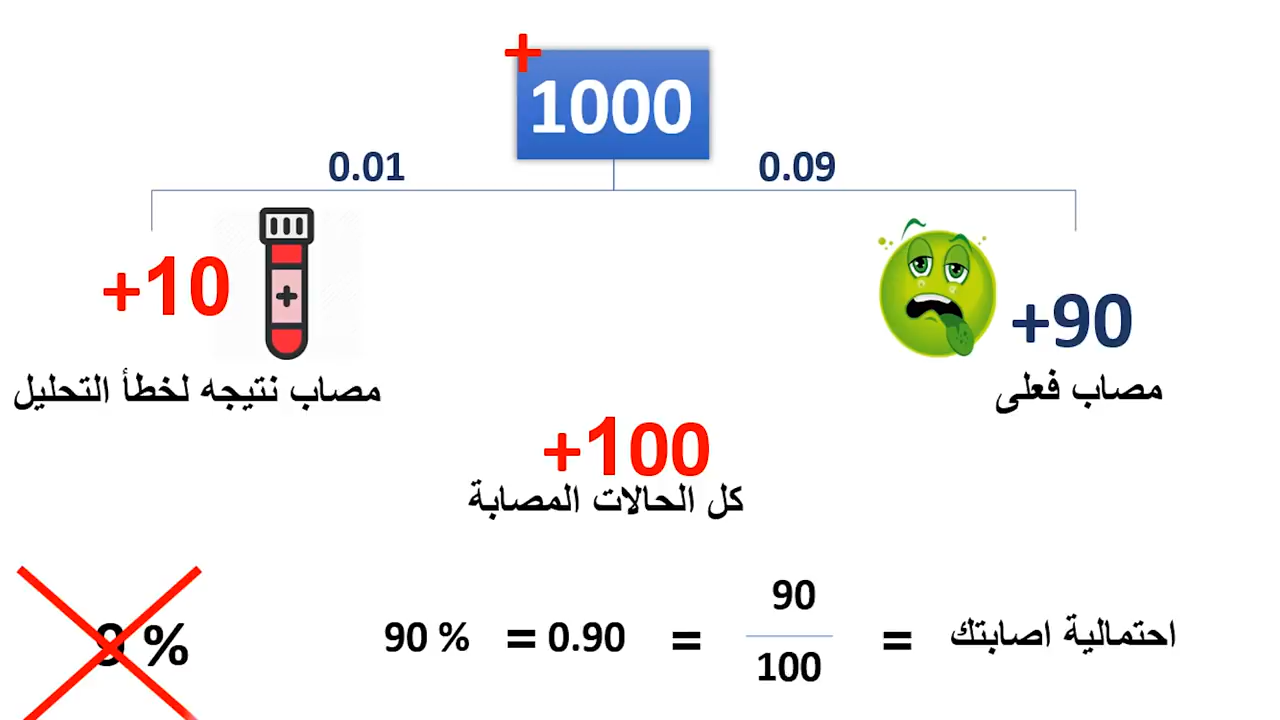 +
1000
0.01
0.09
+10
+90
مصاب نتيجه لخطأ التحليل
مصاب فعلى
+100
كل الحالات المصابة
احتمالية اصابتك = 90/100 = 0.90 = 90 %
9 %